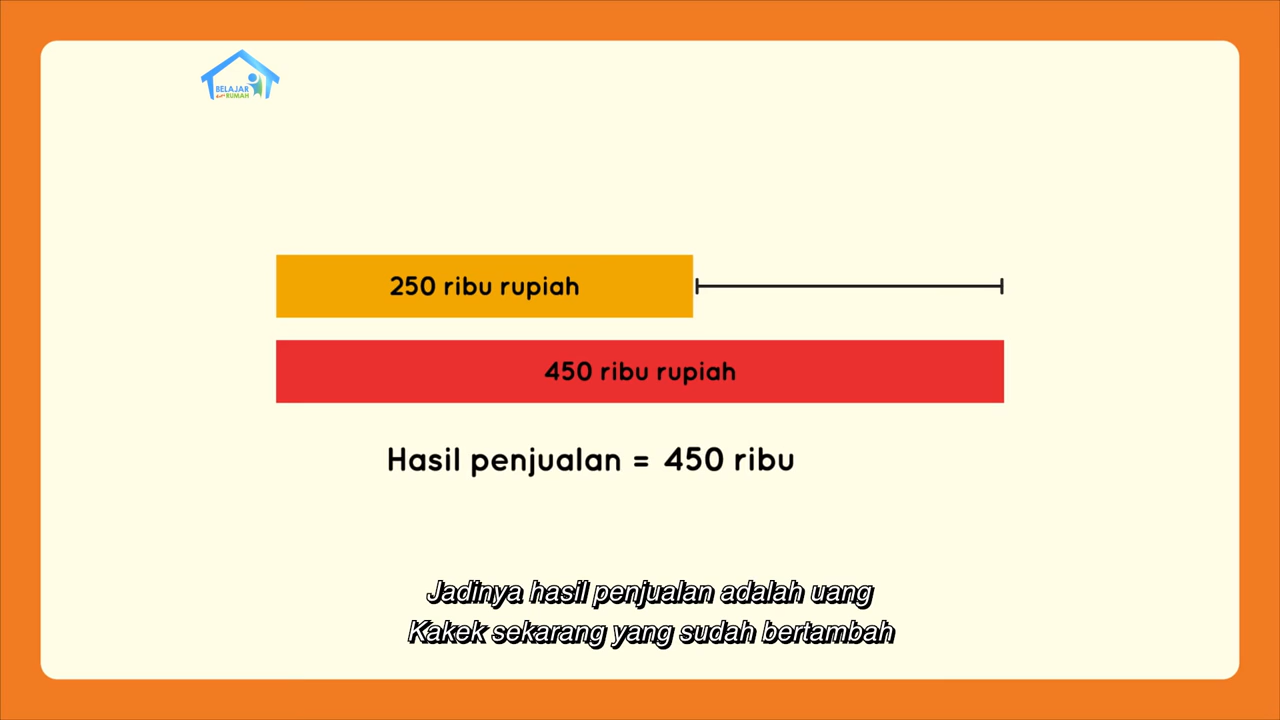 BELAJAR
dari RUMAH
250 ribu rupiah
450 ribu rupiah
Hasil penjualan = 450 ribu
Jadinya hasil penjualan adalah uang
Kakek sekarang yang sudah bertambah